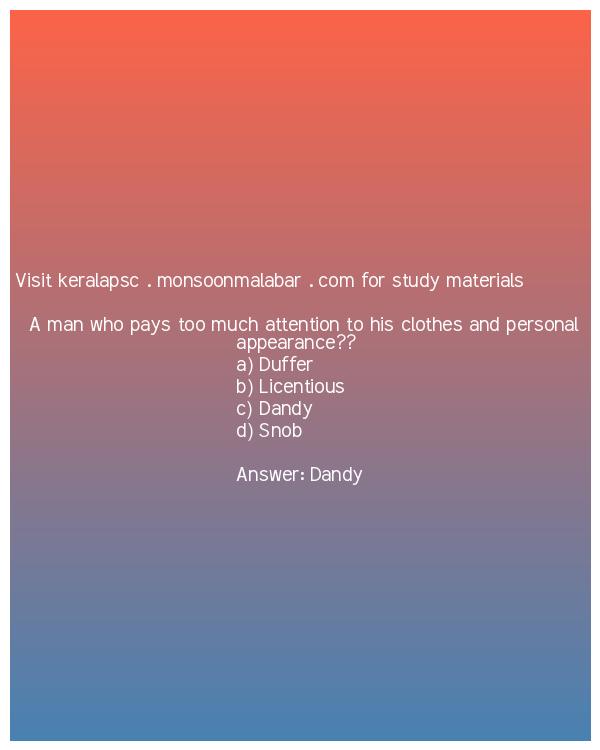 Visit keralapsc . monsoonmalabar . com for study materials
A man who pays too much attention to his clothes and personal
appearance??
a) Duffer
b) Licentious
c) Dandy
d) Snob
Answer: Dandy